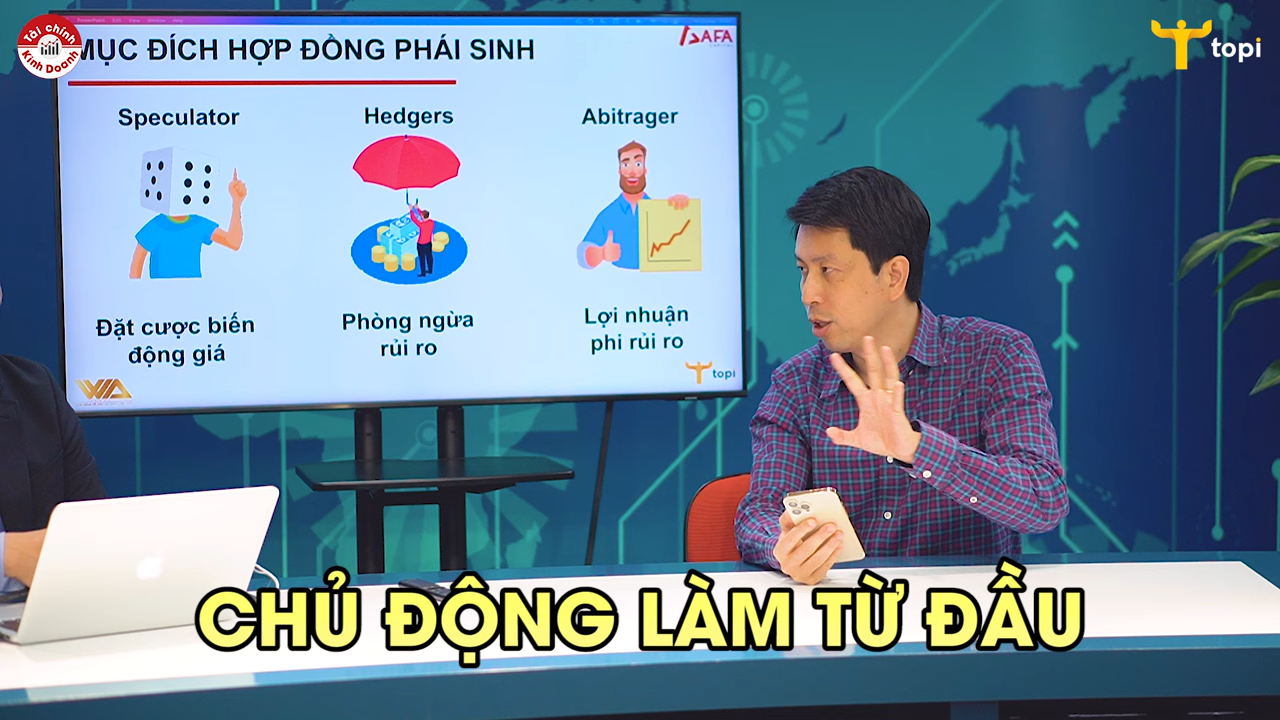 Tài chính
Kinh Doanh
MỤC ĐÍCH HỢP ĐỒNG PHÁI SINH
AFA
CAPITAL
topi
Speculator
Hedgers
Abitrager
Đặt cược biến
động giá
Phòng ngừa
rủi ro
Lợi nhuận
phi rủi ro
topi
CHỦ ĐỘNG LÀM TỪ ĐẦU